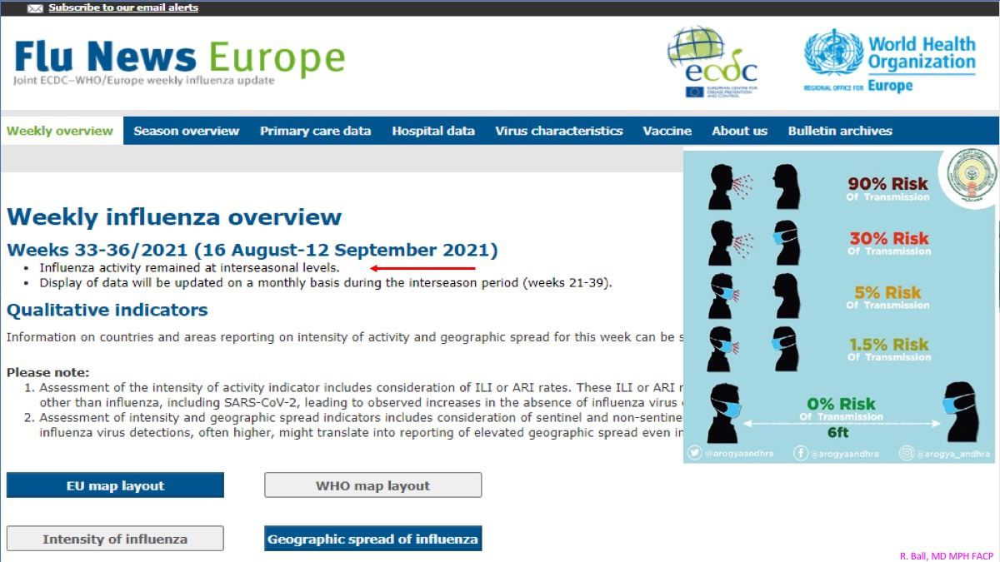 Subscribe to our email alerts
Flu News Europe
Joint ECDC–WHO/Europe weekly influenza update
ecdc
EUROPEAN CENTRE FOR
DISEASE PREVENTION
AND CONTROL
World Health
Organization
REGIONAL OFFICE FOR Europe
Weekly overview Season overview Primary care data Hospital data Virus characteristics Vaccine About us Bulletin archives
Weekly influenza overview
Weeks 33-36/2021 (16 August-12 September 2021)
• Influenza activity remained at interseasonal levels.
• Display of data will be updated on a monthly basis during the interseason period (weeks 21-39).
Qualitative indicators
Information on countries and areas reporting on intensity of activity and geographic spread for this week can be s
Please note:
1. Assessment of the intensity of activity indicator includes consideration of ILI or ARI rates. These ILI or ARI r
other than influenza, including SARS-CoV-2, leading to observed increases in the absence of influenza virus
2. Assessment of intensity and geographic spread indicators includes consideration of sentinel and non-sentine
influenza virus detections, often higher, might translate into reporting of elevated geographic spread even in
EU map layout
WHO map layout
Intensity of influenza
Geographic spread of influenza
90% Risk
Of Transmission
30% Risk
Of Transmission
5% Risk
Of Transmission
1.5% Risk
Of Transmission
0% Risk
Of Transmission
6ft
@arogyaandhra @arogyaandhra @arogya_andhra
R. Ball, MD MPH FACP